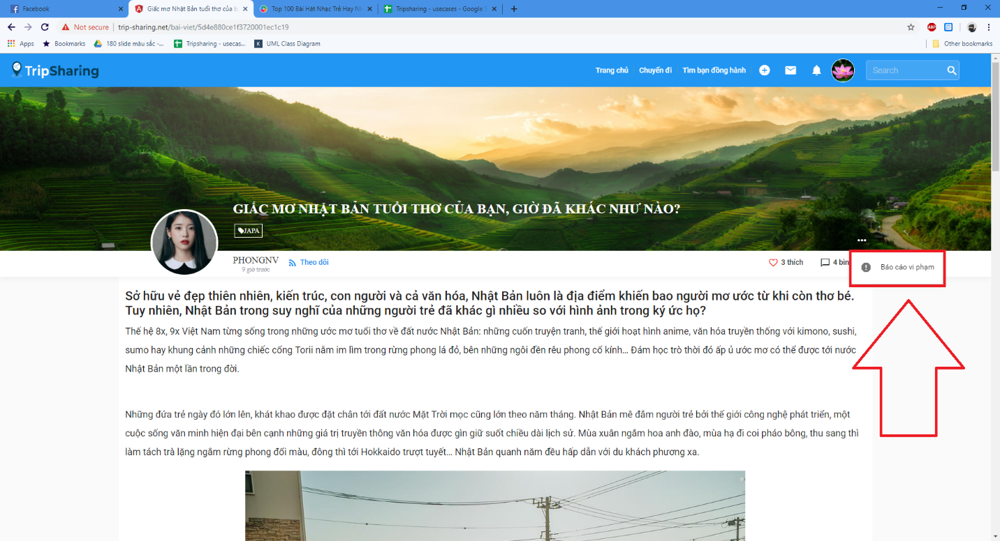 Facebook
Giấc mơ Nhật Bản tuổi thơ của b
Top 100 Bài Hát Nhạc Trẻ Hay Nh
Tripsharing - usecases - Google S
Not secure
trip-sharing.net/bai-viet/5d4e880ce1f3720001ec1c19
ABP
Apps
Bookmarks
180 slide màu sắc -...
Tripsharing - usecas...
K
UML Class Diagram
Other bookmarks
TripSharing
Trang chủ
Chuyến đi
Tìm bạn đồng hành
Search
GIẤC MƠ NHẬT BẢN TUỔI THƠ CỦA BẠN, GIỜ ĐÃ KHÁC NHƯ NÀO?
JAPA
PHONGNV
Theo dõi
9 giờ trước
3 thích
4 bìn
Báo cáo vi phạm
Sở hữu vẻ đẹp thiên nhiên, kiến trúc, con người và cả văn hóa, Nhật Bản luôn là địa điểm khiến bao người mơ ước từ khi còn thơ bé.
Tuy nhiên, Nhật Bản trong suy nghĩ của những người trẻ đã khác gì nhiều so với hình ảnh trong ký ức họ?
Thế hệ 8x, 9x Việt Nam từng sống trong những ước mơ tuổi thơ về đất nước Nhật Bản: những cuốn truyện tranh, thế giới hoạt hình anime, văn hóa truyền thống với kimono, sushi,
sumo hay khung cảnh những chiếc cổng Torii nằm im lìm trong rừng phong lá đỏ, bên những ngôi đền rêu phong cổ kính... Đám học trò thời đó ấp ủ ước mơ có thể được tới nước
Nhật Bản một lần trong đời.
Những đứa trẻ ngày đó lớn lên, khát khao được đặt chân tới đất nước Mặt Trời mọc cũng lớn theo năm tháng. Nhật Bản mê đắm người trẻ bởi thế giới công nghệ phát triển, một
cuộc sống văn minh hiện đại bên cạnh những giá trị truyền thông văn hóa được gìn giữ suốt chiều dài lịch sử. Mùa xuân ngắm hoa anh đào, mùa hạ đi coi pháo bông, thu sang thì
làm tách trà lặng ngắm rừng phong đổi màu, đông thì tới Hokkaido trượt tuyết... Nhật Bản quanh năm đều hấp dẫn với du khách phương xa.